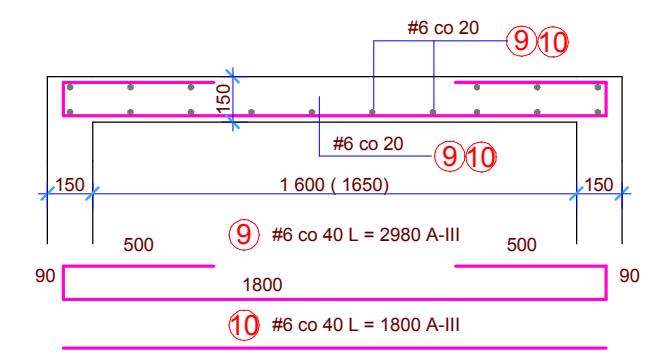 #6 co 20 9 10
150
#6 co 20 9 10
150 1 600 ( 1650) 150
9 #6 co 40 L = 2980 A-III
500 500
90 1800 90
10 #6 co 40 L = 1800 A-III